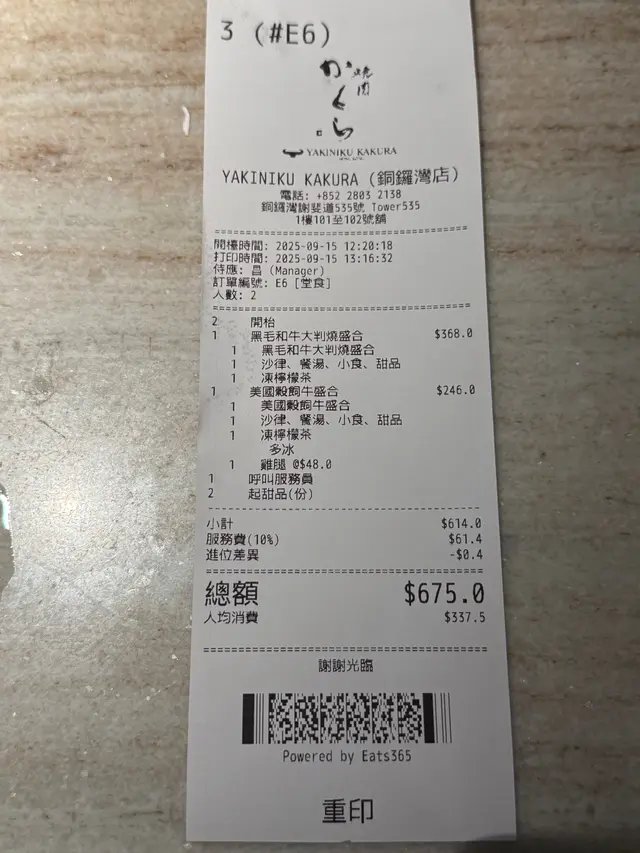 3 (#E6)
焼肉
かくら
YAKINIKU KAKURA
HONG KONG
YAKINIKU KAKURA (銅鑼灣店)
電話: +852 2803 2138
銅鑼灣謝斐道535號 Tower535
1樓101至102號舖
開檯時間: 2025-09-15 12:20:18
打印時間: 2025-09-15 13:16:32
侍應: 昌 (Manager)
訂單編號: E6 [堂食]
人數: 2
2 開枱
1 黑毛和牛大判燒盛合 $368.0
1 黑毛和牛大判燒盛合
1 沙律、餐湯、小食、甜品
1 凍檸檬茶
1 美國穀飼牛盛合 $246.0
1 美國穀飼牛盛合
1 沙律、餐湯、小食、甜品
1 凍檸檬茶
多冰
1 雞腿 @$48.0
1 呼叫服務員
2 起甜品(份)
小計 $614.0
服務費(10%) $61.4
進位差異 -$0.4
總額 $675.0
人均消費 $337.5
謝謝光臨
Powered by Eats365
重印